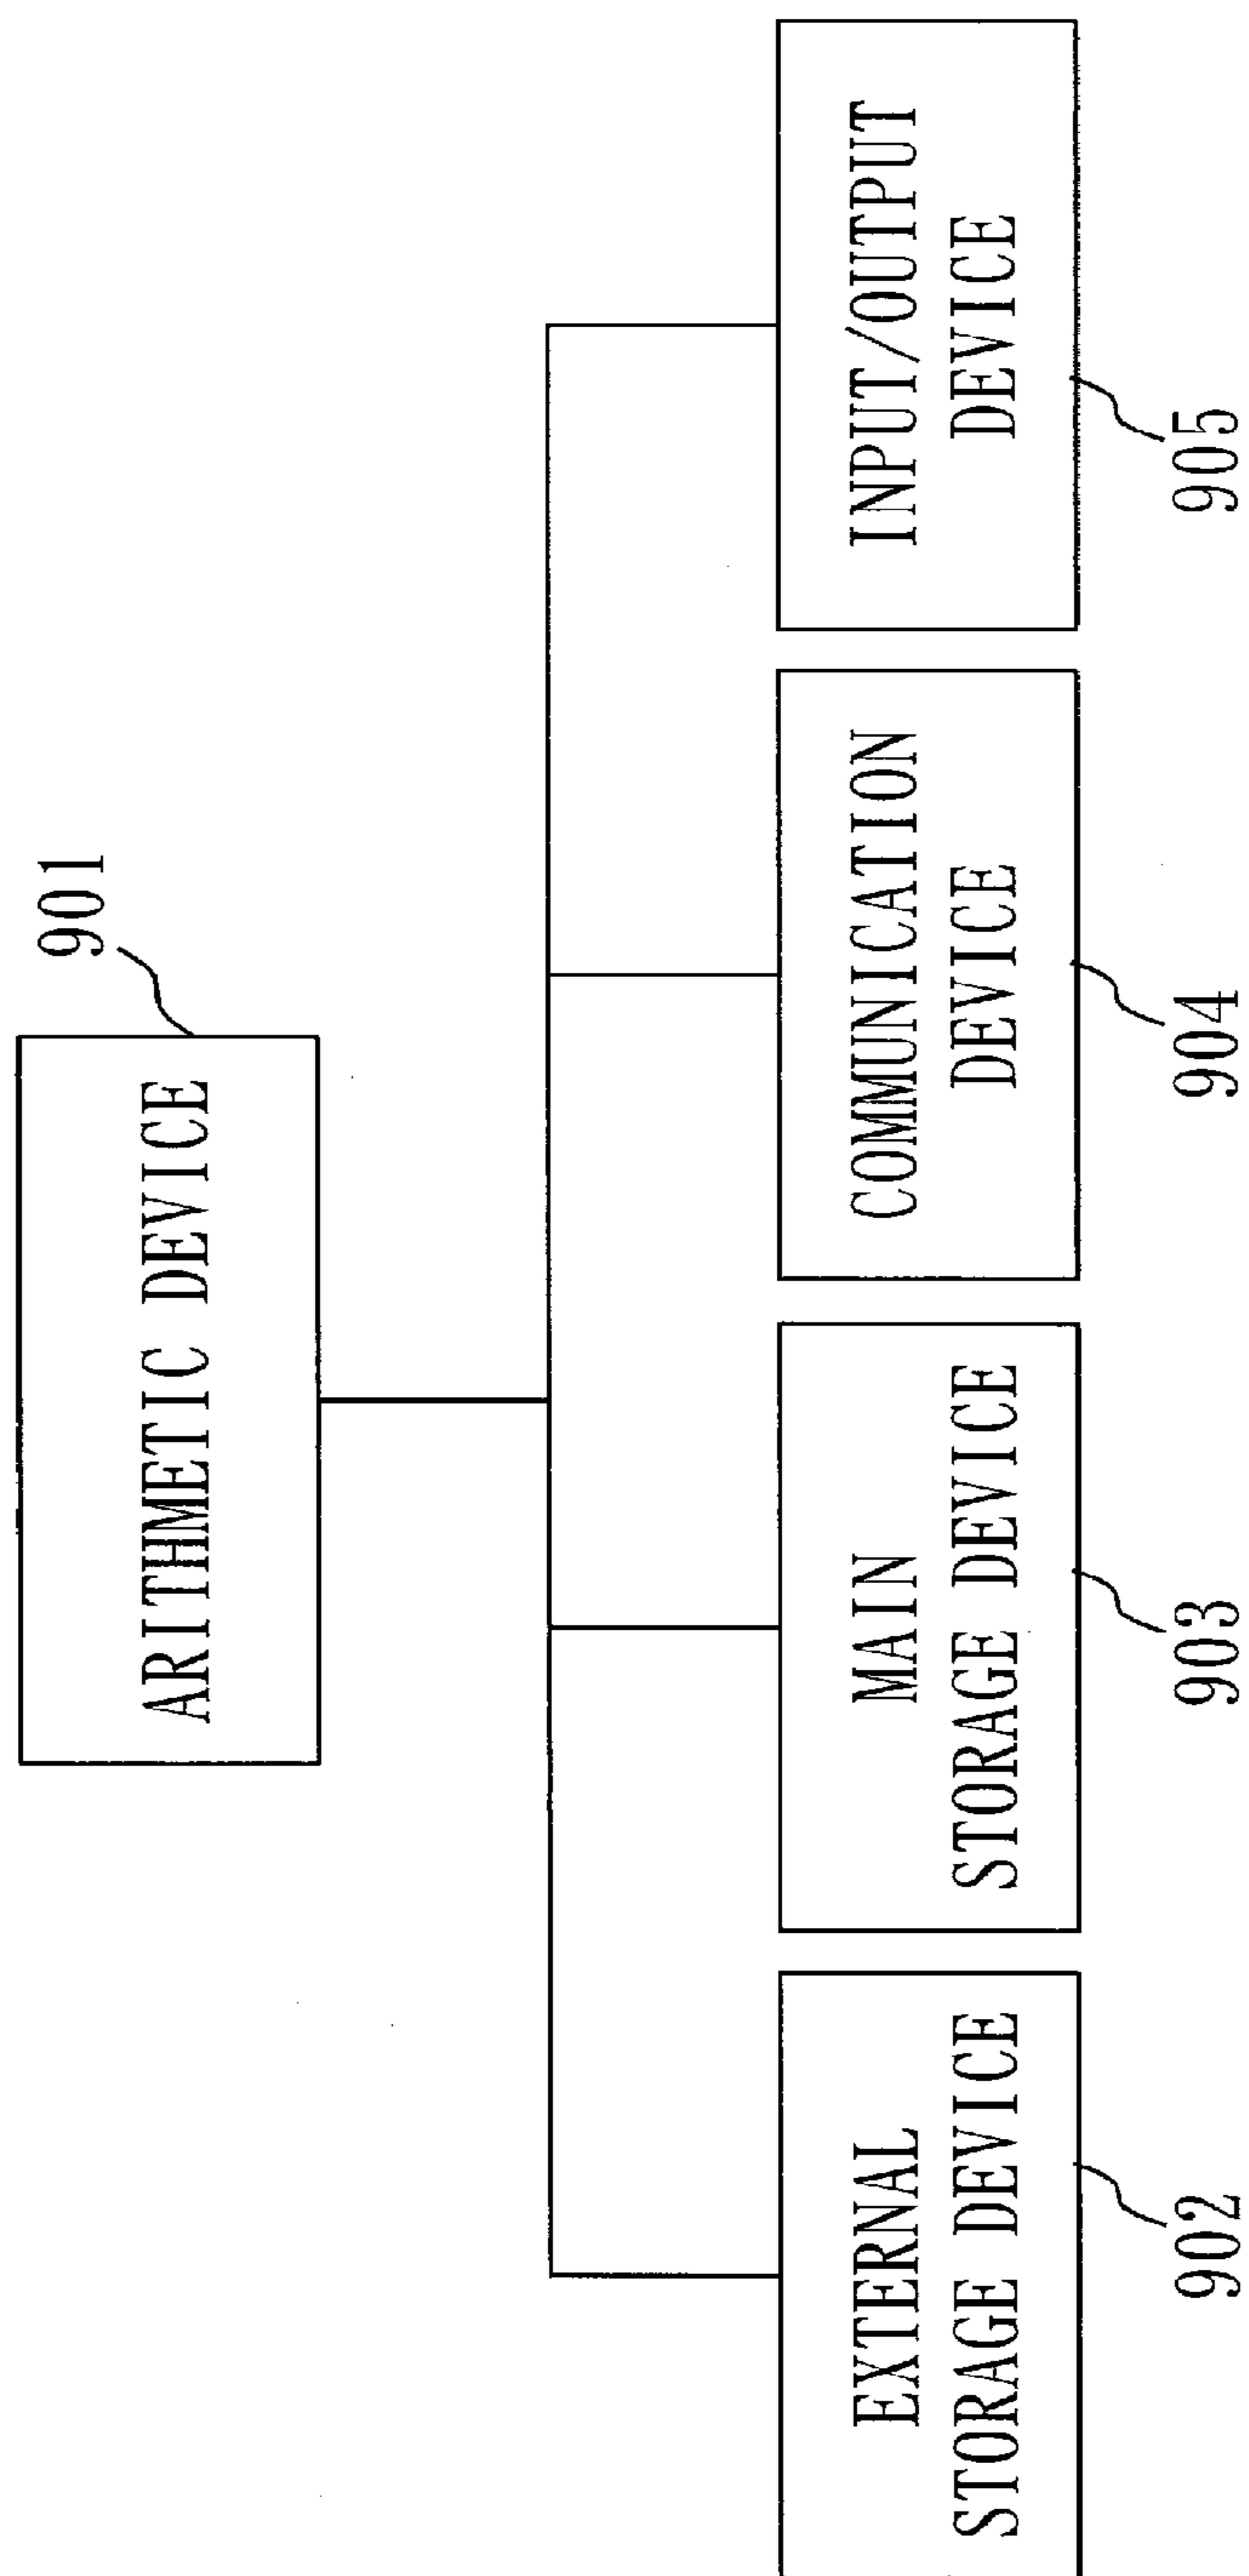 901
ARITHMETIC DEVICE
EXTERNAL
STORAGE DEVICE
902
MAIN
STORAGE DEVICE
903
COMMUNICATION
DEVICE
904
INPUT/OUTPUT
DEVICE
905